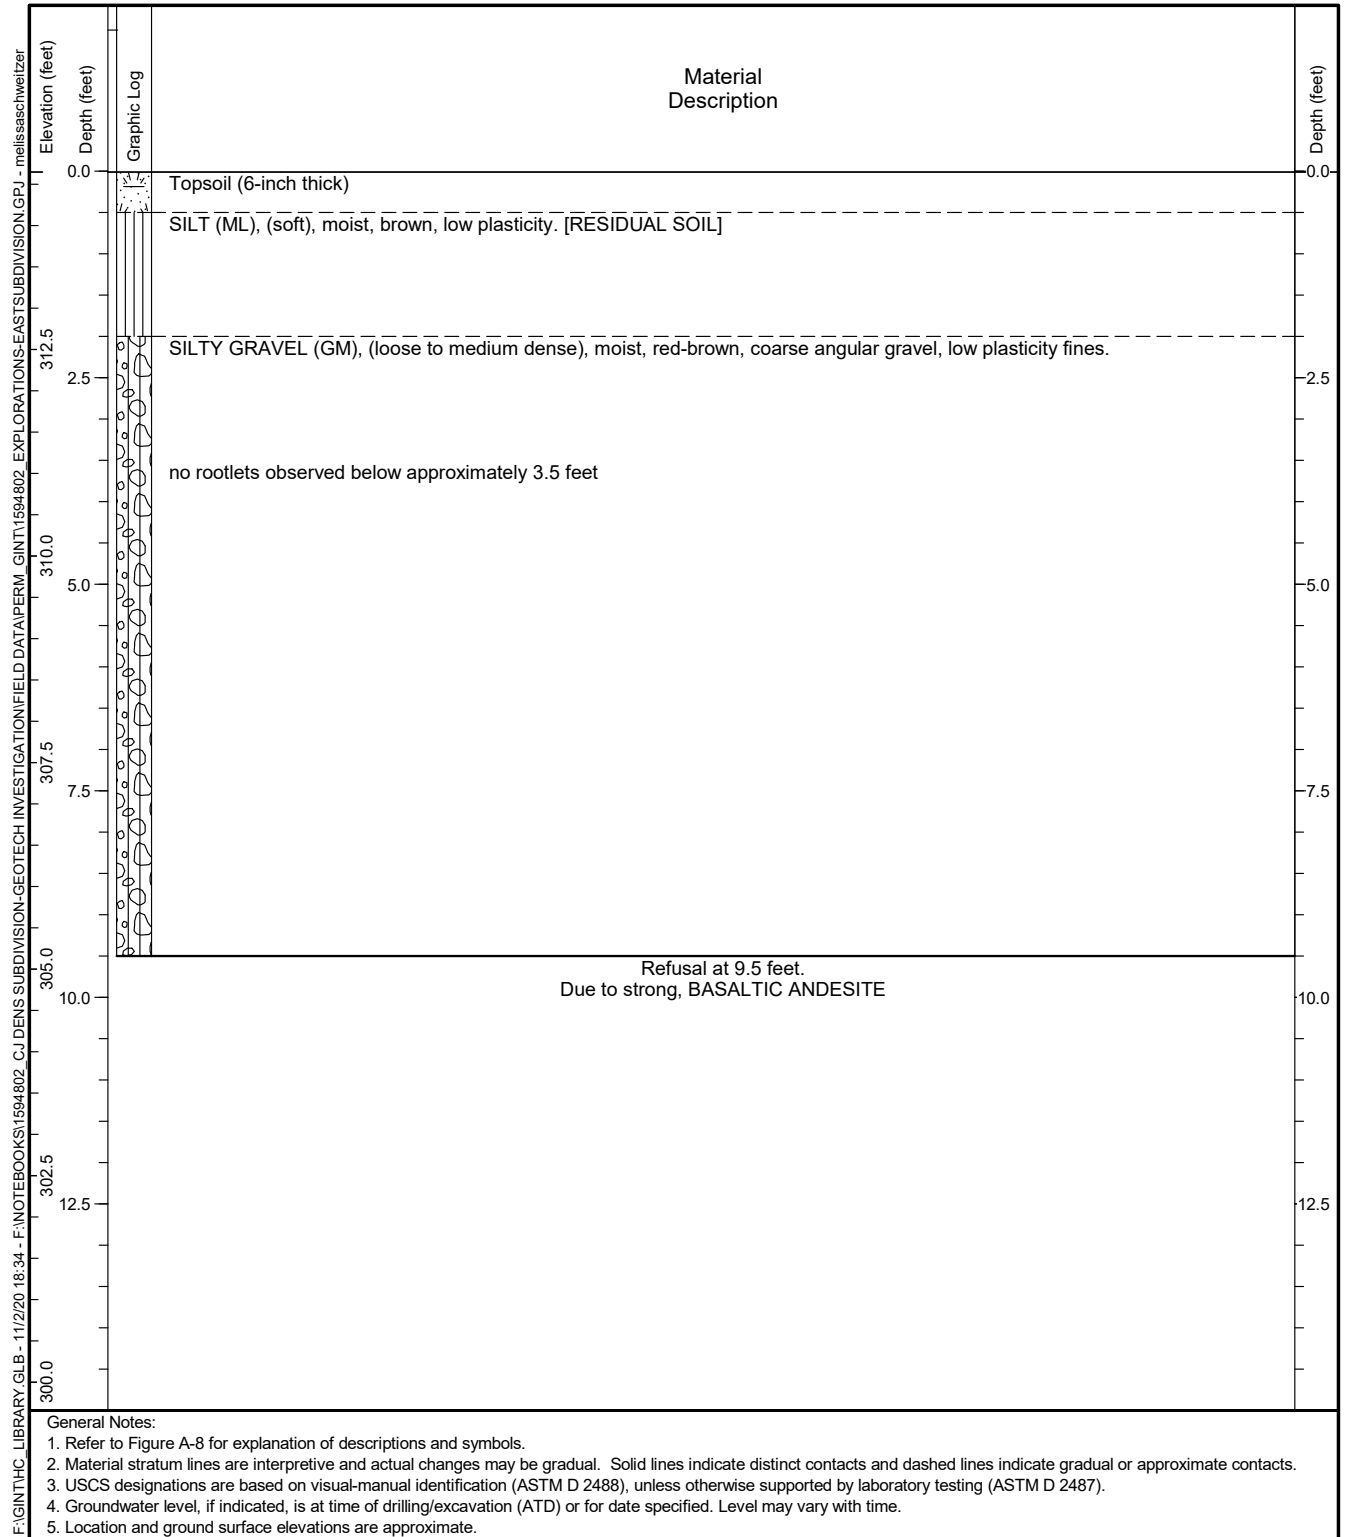 F:\GINT\HC_LIBRARY.GLB - 11/2/20 18:34 - F:\NOTEBOOKS\1594802_CJ DENS SUBDIVISION-GEOTECH INVESTIGATION\FIELD DATA\PERM_GINT\1594802_EXPLORATIONS-EASTSUBDIVISION.GPJ - melissaschweitzer
Elevation (feet)
Depth (feet)
Graphic Log
Material
Description
Depth (feet)
0.0
0.0
Topsoil (6-inch thick)
SILT (ML), (soft), moist, brown, low plasticity. [RESIDUAL SOIL]
312.5
SILTY GRAVEL (GM), (loose to medium dense), moist, red-brown, coarse angular gravel, low plasticity fines.
2.5
2.5
no rootlets observed below approximately 3.5 feet
310.0
5.0
5.0
307.5
7.5
7.5
305.0
Refusal at 9.5 feet.
Due to strong, BASALTIC ANDESITE
10.0
10.0
302.5
12.5
12.5
300.0
General Notes:
1. Refer to Figure A-8 for explanation of descriptions and symbols.
2. Material stratum lines are interpretive and actual changes may be gradual. Solid lines indicate distinct contacts and dashed lines indicate gradual or approximate contacts.
3. USCS designations are based on visual-manual identification (ASTM D 2488), unless otherwise supported by laboratory testing (ASTM D 2487).
4. Groundwater level, if indicated, is at time of drilling/excavation (ATD) or for date specified. Level may vary with time.
5. Location and ground surface elevations are approximate.